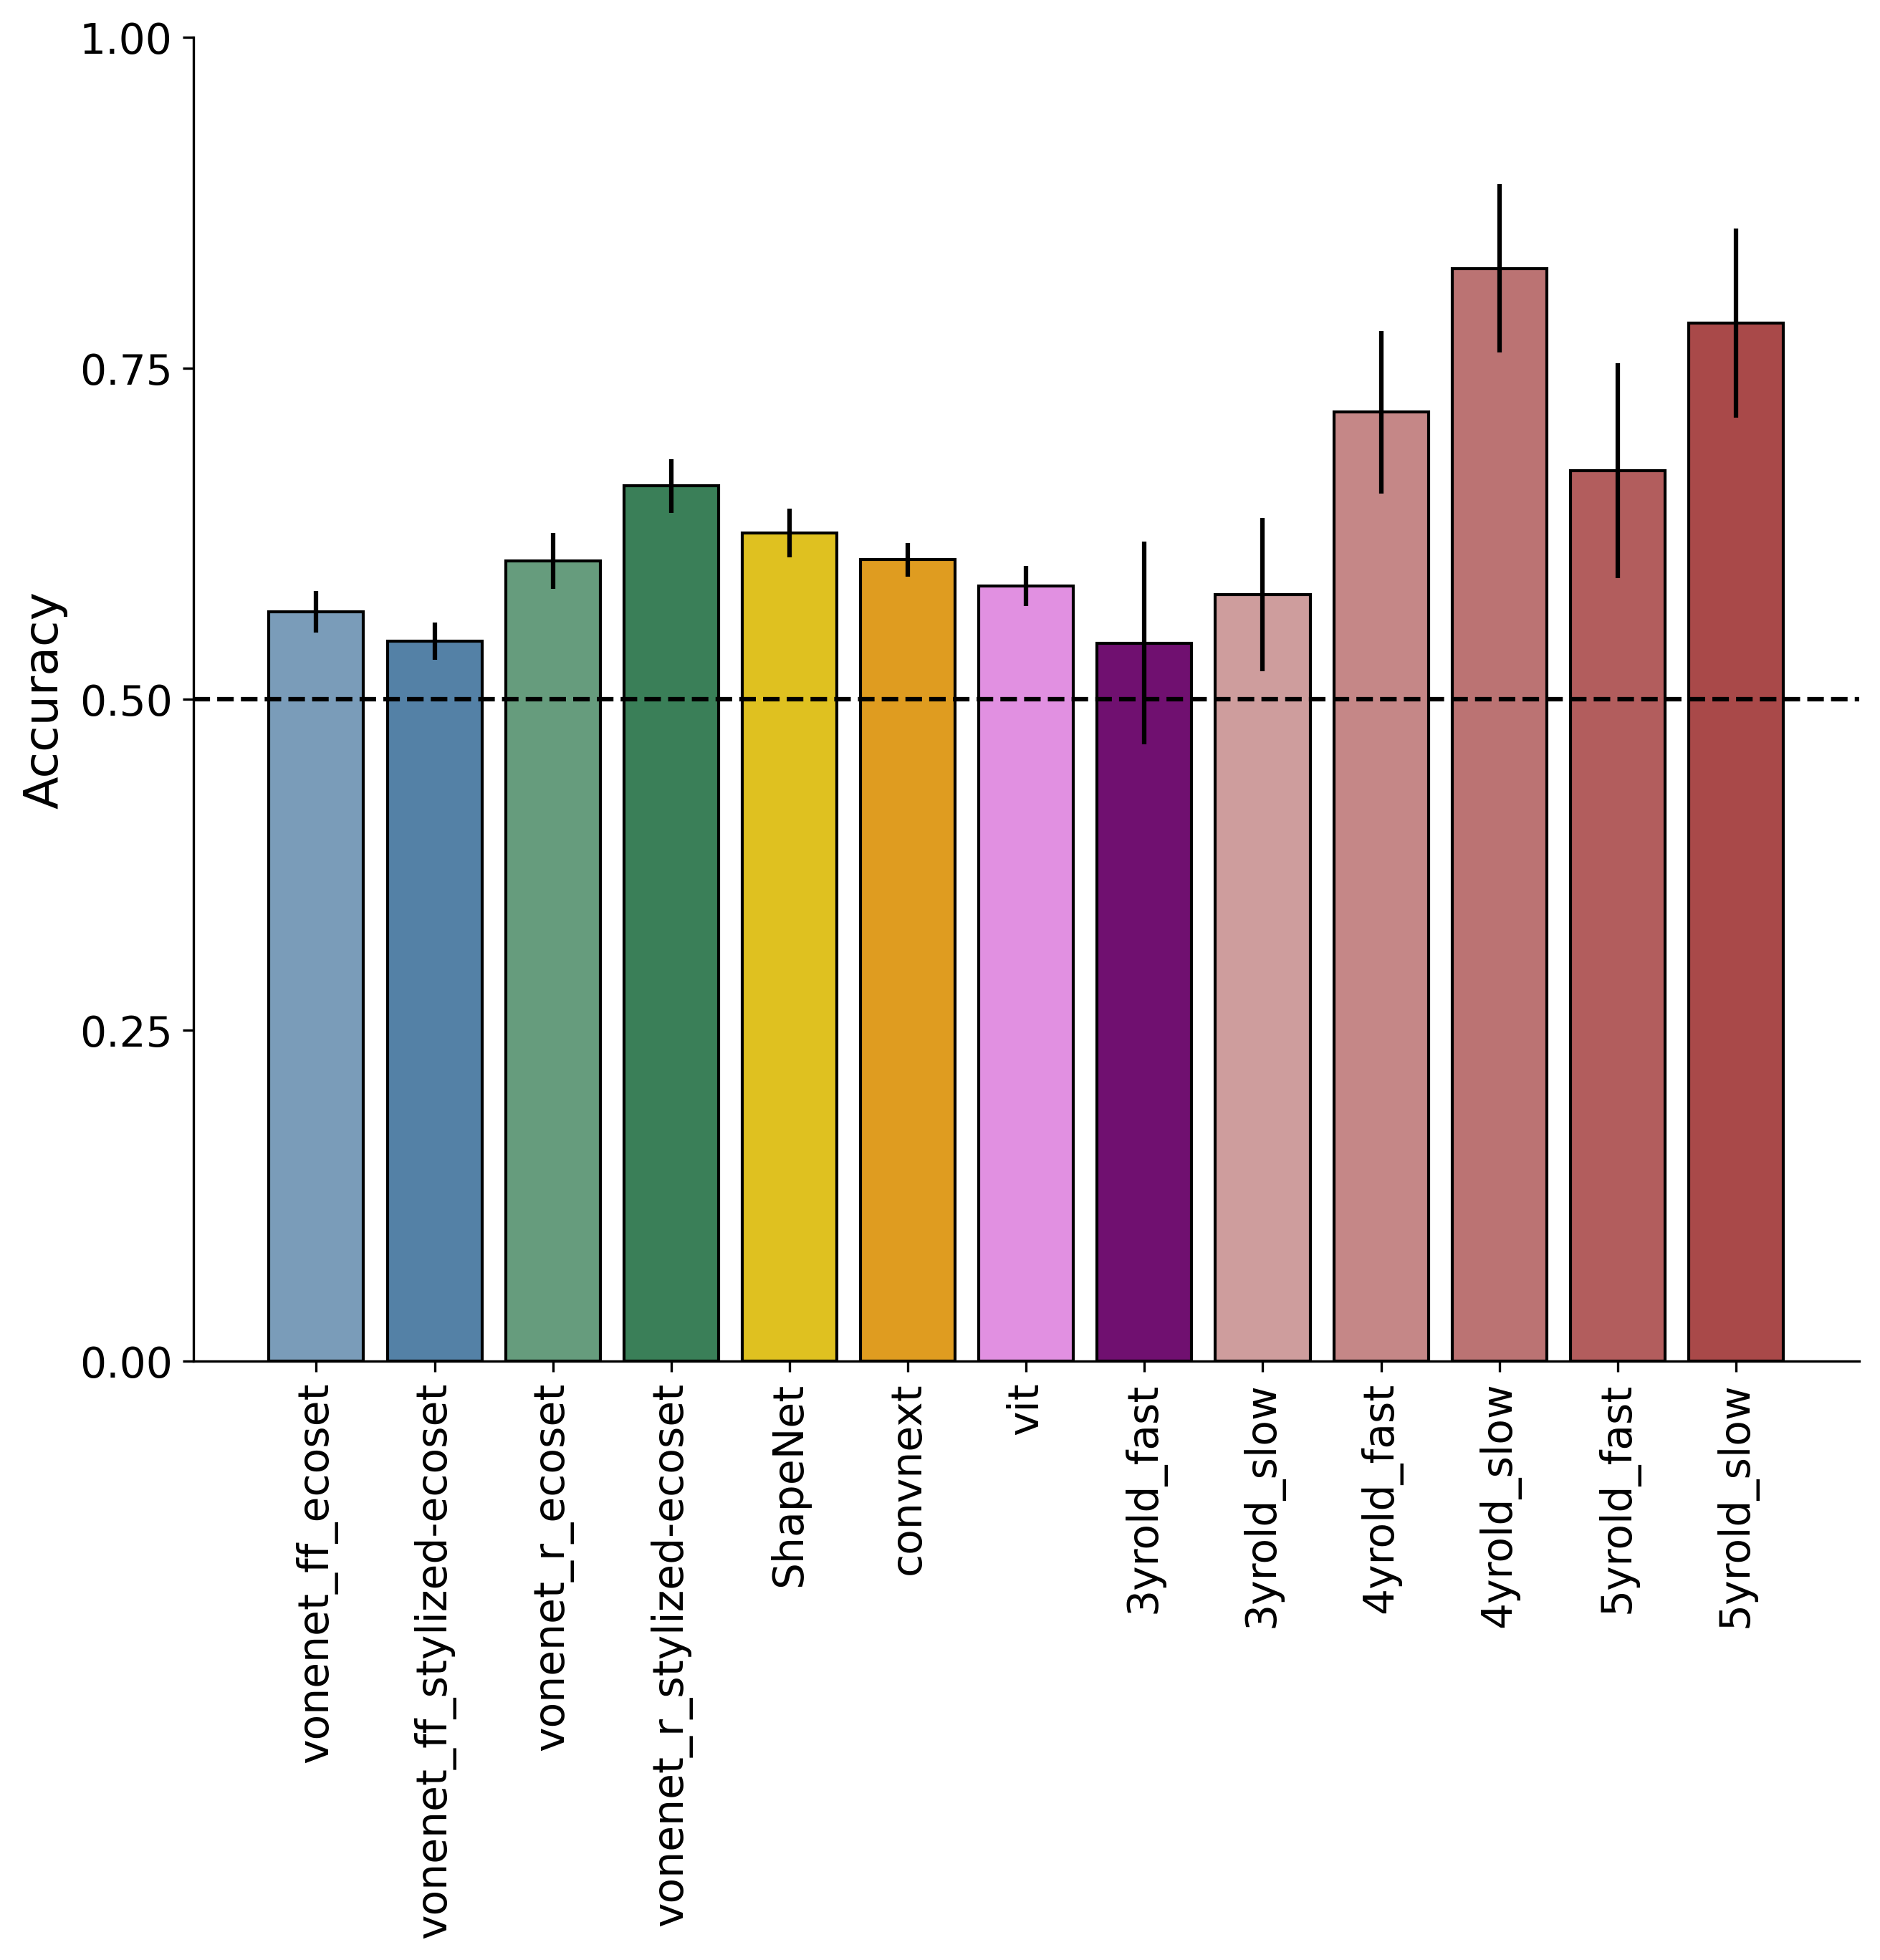 1.00
0.75
0.50
0.25
0.00
Accuracy
vonenet_ff_ecoset
vonenet_ff_stylized-ecoset
vonenet_r_ecoset
vonenet_r_stylized-ecoset
ShapeNet
convnext
vit
3yrold_fast
3yrold_slow
4yrold_fast
4yrold_slow
5yrold_fast
5yrold_slow